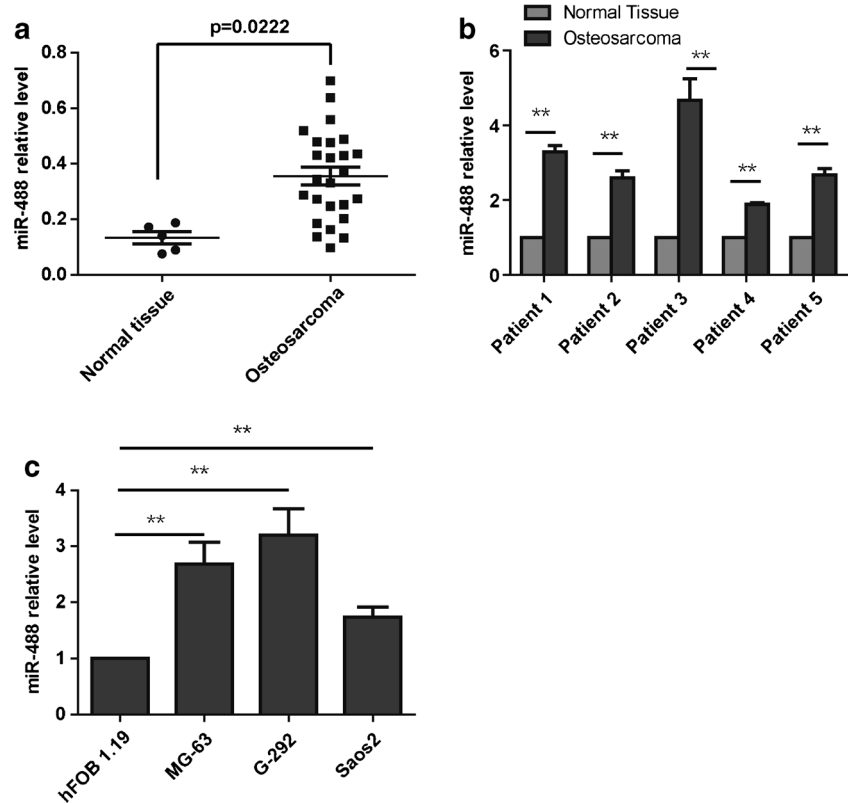 a
p=0.0222
miR-488 relative level
0.8
0.6
0.4
0.2
0.0
Normal tissue
Osteosarcoma
b
Normal Tissue
Osteosarcoma
miR-488 relative level
6
4
2
0
**
**
**
**
**
Patient 1
Patient 2
Patient 3
Patient 4
Patient 5
c
miR-488 relative level
4
3
2
1
0
**
**
**
hFOB 1.19
MG-63
G-292
Saos2